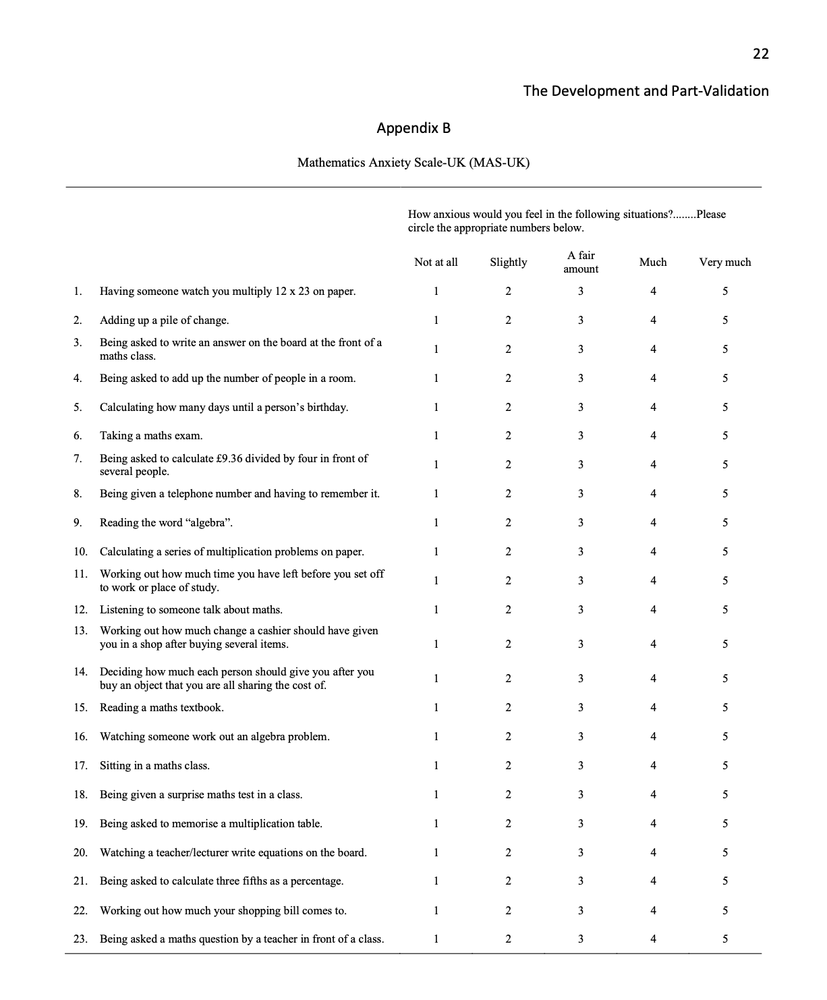 22
The Development and Part-Validation
Appendix B
Mathematics Anxiety Scale-UK (MAS-UK)
How anxious would you feel in the following situations?........Please
circle the appropriate numbers below.
Not at all Slightly A fair amount Much Very much
1. Having someone watch you multiply 12 x 23 on paper. 1 2 3 4 5
2. Adding up a pile of change. 1 2 3 4 5
3. Being asked to write an answer on the board at the front of a
maths class. 1 2 3 4 5
4. Being asked to add up the number of people in a room. 1 2 3 4 5
5. Calculating how many days until a person’s birthday. 1 2 3 4 5
6. Taking a maths exam. 1 2 3 4 5
7. Being asked to calculate £9.36 divided by four in front of
several people. 1 2 3 4 5
8. Being given a telephone number and having to remember it. 1 2 3 4 5
9. Reading the word “algebra”. 1 2 3 4 5
10. Calculating a series of multiplication problems on paper. 1 2 3 4 5
11. Working out how much time you have left before you set off
to work or place of study. 1 2 3 4 5
12. Listening to someone talk about maths. 1 2 3 4 5
13. Working out how much change a cashier should have given
you in a shop after buying several items. 1 2 3 4 5
14. Deciding how much each person should give you after you
buy an object that you are all sharing the cost of. 1 2 3 4 5
15. Reading a maths textbook. 1 2 3 4 5
16. Watching someone work out an algebra problem. 1 2 3 4 5
17. Sitting in a maths class. 1 2 3 4 5
18. Being given a surprise maths test in a class. 1 2 3 4 5
19. Being asked to memorise a multiplication table. 1 2 3 4 5
20. Watching a teacher/lecturer write equations on the board. 1 2 3 4 5
21. Being asked to calculate three fifths as a percentage. 1 2 3 4 5
22. Working out how much your shopping bill comes to. 1 2 3 4 5
23. Being asked a maths question by a teacher in front of a class. 1 2 3 4 5